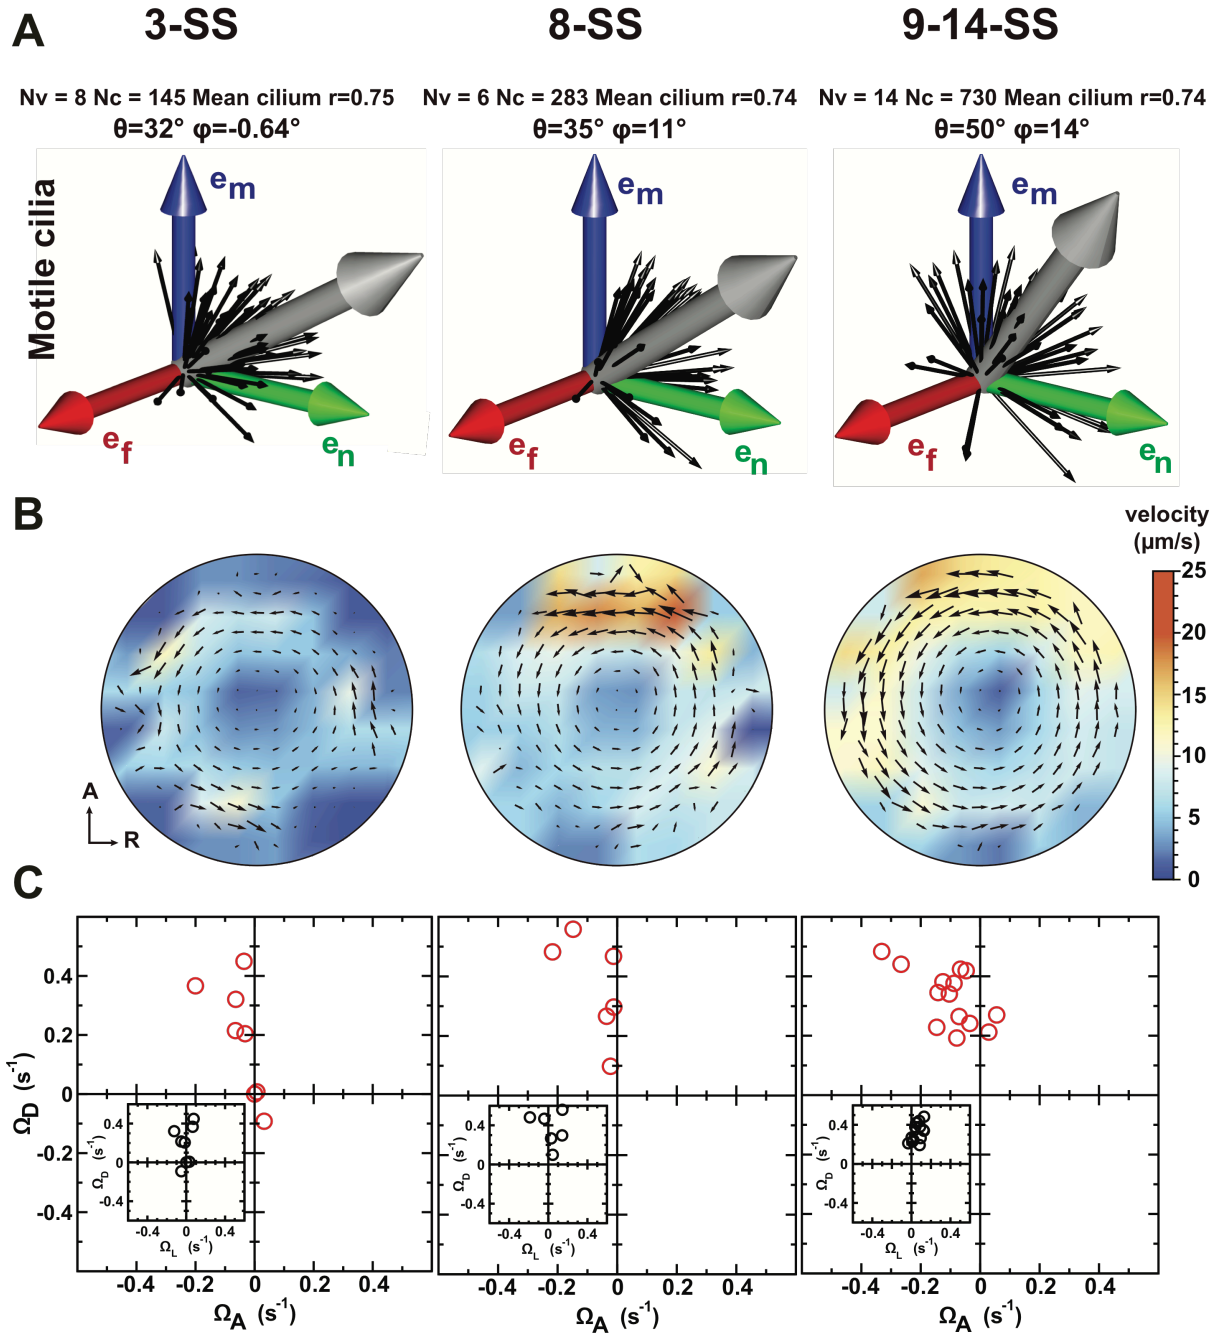 A
3-SS
8-SS
9-14-SS
Nv = 8 Nc = 145 Mean cilium r=0.75
θ=32° φ=-0.64°
Nv = 6 Nc = 283 Mean cilium r=0.74
θ=35° φ=11°
Nv = 14 Nc = 730 Mean cilium r=0.74
θ=50° φ=14°
Motile cilia
em
ef
en
em
ef
en
em
ef
en
B
velocity
(µm/s)
25
20
15
10
5
0
A
R
C
ΩD (s-1)
0.4
0.2
0
-0.2
-0.4
-0.4 -0.2 0 0.2 0.4
ΩA (s-1)
-0.4 -0.2 0 0.2 0.4
ΩA (s-1)
-0.4 -0.2 0 0.2 0.4
ΩA (s-1)
ΩD (s-1)
0.4
0
-0.4
-0.4 0 0.4
ΩL (s-1)
ΩD (s-1)
0.4
0
-0.4
-0.4 0 0.4
ΩL (s-1)
ΩD (s-1)
0.4
0
-0.4
-0.4 0 0.4
ΩL (s-1)